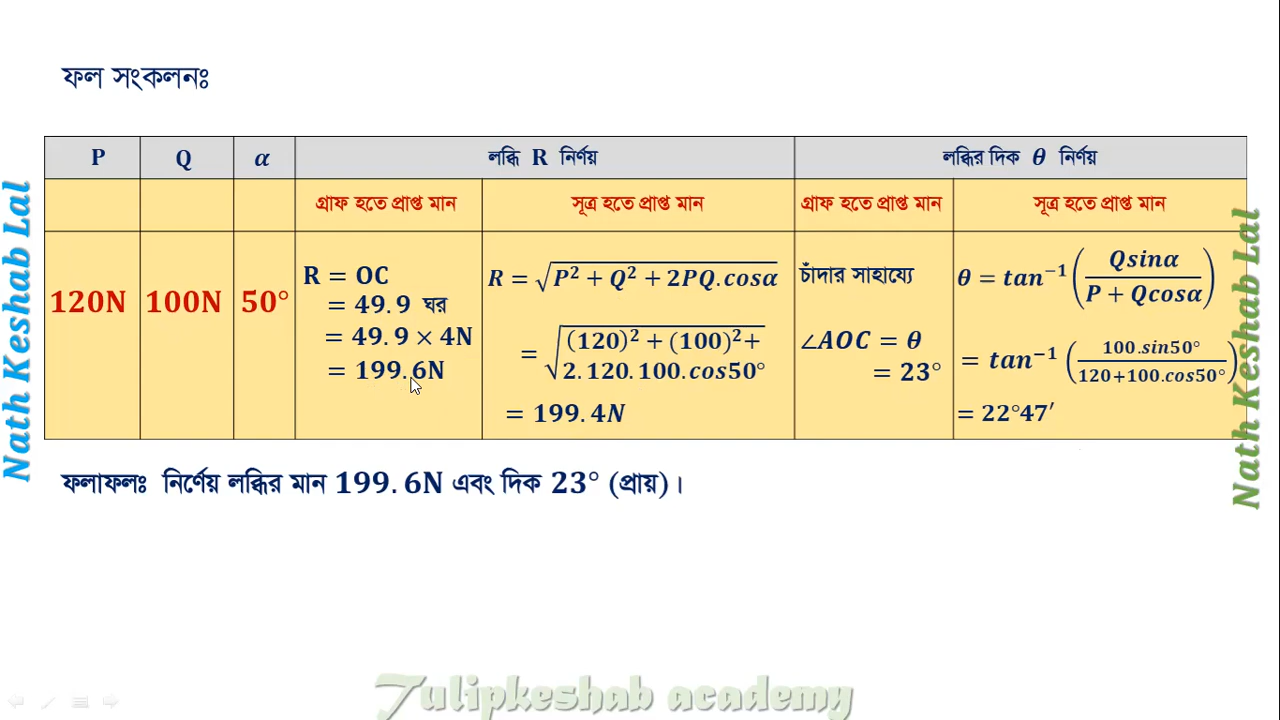 ফল সংকলনঃ
P Q α লব্ধি R নির্ণয় লব্ধির দিক θ নির্ণয়
গ্রাফ হতে প্রাপ্ত মান সূত্র হতে প্রাপ্ত মান গ্রাফ হতে প্রাপ্ত মান সূত্র হতে প্রাপ্ত মান
120N 100N 50°
R = OC
= 49.9 ঘর
= 49.9 × 4N
= 199.6N
R = √(P² + Q² + 2PQ.cosα)
= √((120)² + (100)² +
2.120.100.cos50°)
= 199.4N
চাঁদার সাহায্যে
∠AOC = θ
= 23°
θ = tan⁻¹(Qsinα / P + Qcosα)
= tan⁻¹(100.sin50° / 120+100.cos50°)
= 22°47′
ফলাফলঃ নির্ণেয় লব্ধির মান 199.6N এবং দিক 23° (প্রায়)।
Nath Keshab Lal
Nath Keshab Lal
Tulipkeshab academy